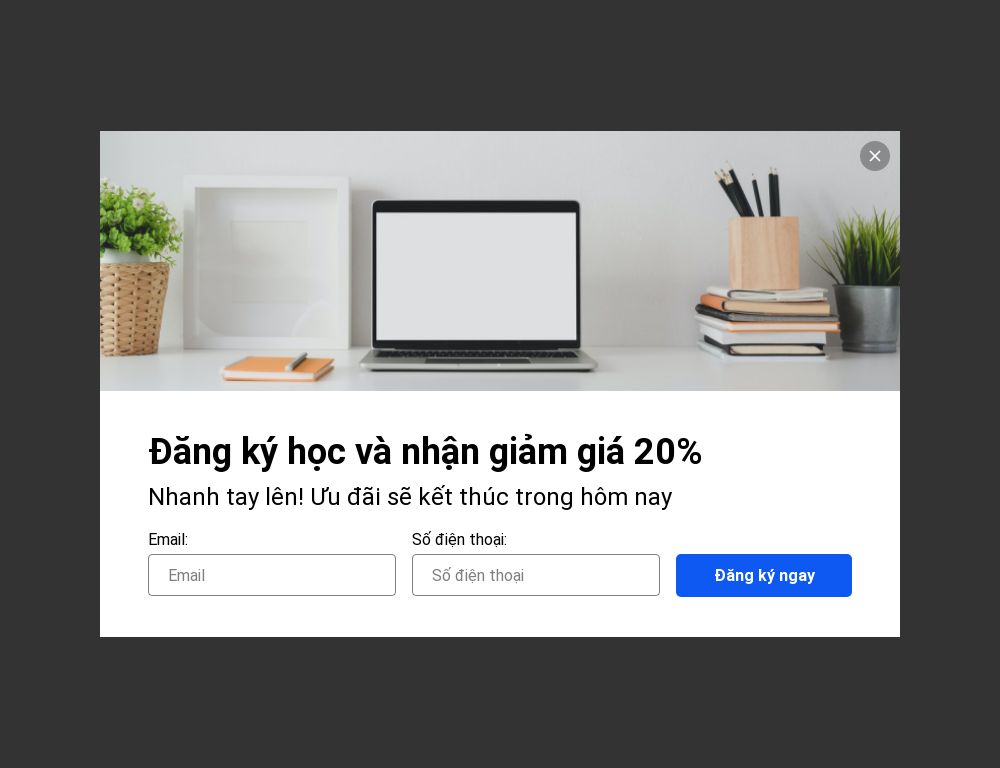 Đăng ký học và nhận giảm giá 20%
Nhanh tay lên! Ưu đãi sẽ kết thúc trong hôm nay
Email:
Số điện thoại:
Email
Số điện thoại
Đăng ký ngay